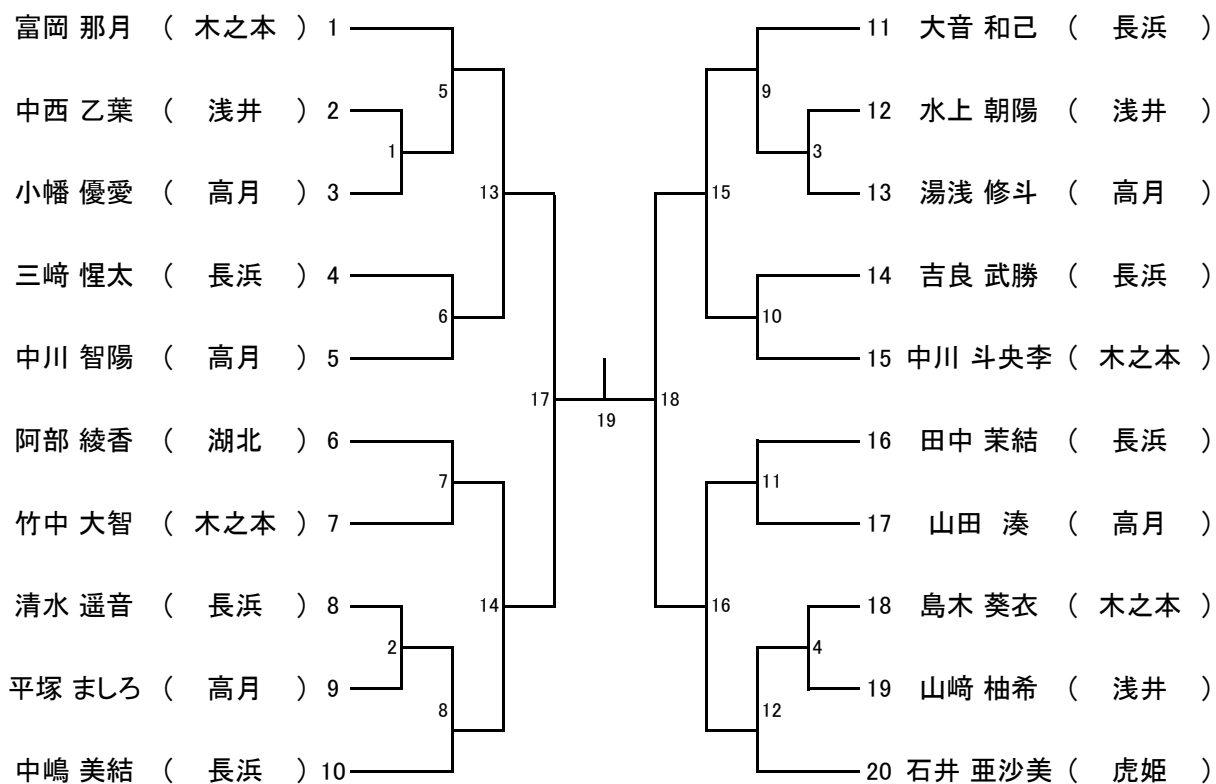 富岡 那月 （ 木之本 ） 1
11 大音 和己 （ 長浜 ）
5
9
中西 乙葉 （ 浅井 ） 2
12 水上 朝陽 （ 浅井 ）
1
3
小幡 優愛 （ 高月 ） 3
13
15
13 湯浅 修斗 （ 高月 ）
三﨑 惺太 （ 長浜 ） 4
14 吉良 武勝 （ 長浜 ）
6
10
中川 智陽 （ 高月 ） 5
15 中川 斗央李 （ 木之本 ）
17
19
18
阿部 綾香 （ 湖北 ） 6
16 田中 茉結 （ 長浜 ）
7
11
竹中 大智 （ 木之本 ） 7
17 山田 湊 （ 高月 ）
清水 遥音 （ 長浜 ） 8
14
16
18 島木 葵衣 （ 木之本 ）
2
4
平塚 ましろ （ 高月 ） 9
19 山﨑 柚希 （ 浅井 ）
8
12
中嶋 美結 （ 長浜 ） 10
20 石井 亜沙美 （ 虎姫 ）